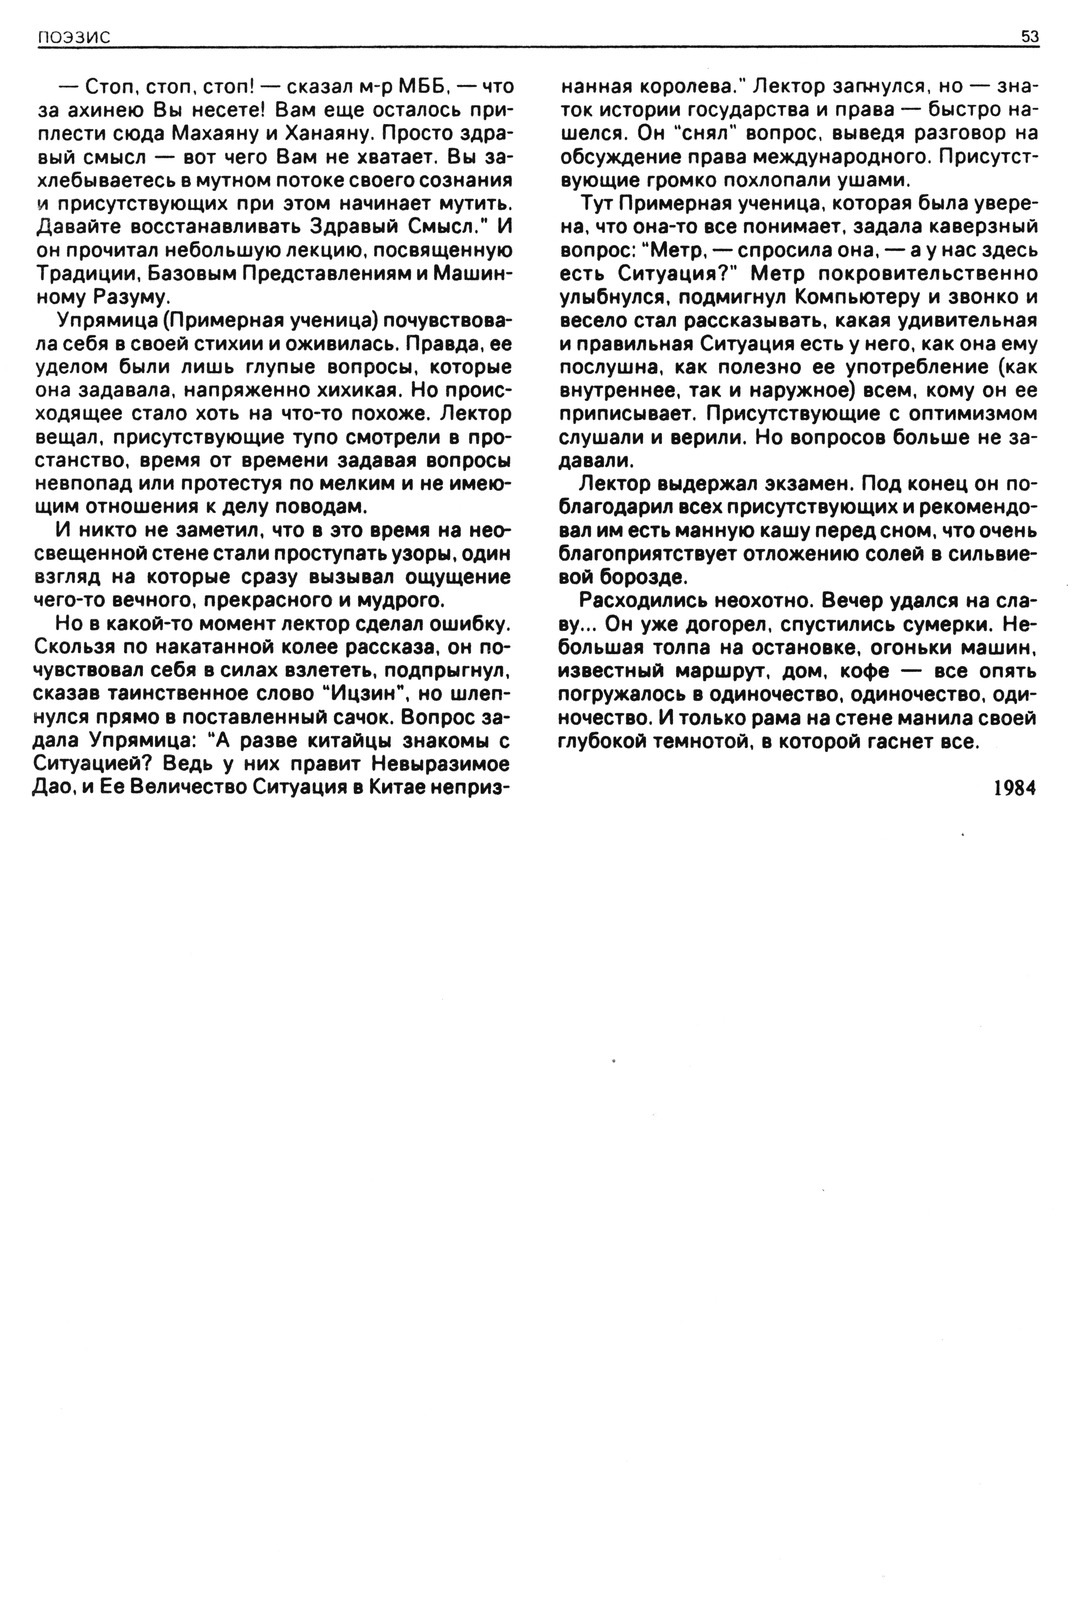 ПОЭЗИС 53
— Стоп, стоп, стоп! — сказал м-р МББ, — что
за ахинею Вы несете! Вам еще осталось при-
плести сюда Махаяну и Ханаяну. Просто здра-
вый смысл — вот чего Вам не хватает. Вы за-
хлебываетесь в мутном потоке своего сознания
и присутствующих при этом начинает мутить.
Давайте восстанавливать Здравый Смысл." И
он прочитал небольшую лекцию, посвященную
Традиции, Базовым Представлениям и Машин-
ному Разуму.
Упрямица (Примерная ученица) почувствова-
ла себя в своей стихии и оживилась. Правда, ее
уделом были лишь глупые вопросы, которые
она задавала, напряженно хихикая. Но проис-
ходящее стало хоть на что-то похоже. Лектор
вещал, присутствующие тупо смотрели в про-
станство, время от времени задавая вопросы
невпопад или протестуя по мелким и не имею-
щим отношения к делу поводам.
И никто не заметил, что в это время на нео-
свещенной стене стали проступать узоры, один
взгляд на которые сразу вызывал ощущение
чего-то вечного, прекрасного и мудрого.
Но в какой-то момент лектор сделал ошибку.
Скользя по накатанной колее рассказа, он по-
чувствовал себя в силах взлететь, подпрыгнул,
сказав таинственное слово "Ицзин", но шлеп-
нулся прямо в поставленный сачок. Вопрос за-
дала Упрямица: "А разве китайцы знакомы с
Ситуацией? Ведь у них правит Невыразимое
Дао, и Ее Величество Ситуация в Китае неприз-
нанная королева." Лектор запнулся, но — зна-
ток истории государства и права — быстро на-
шелся. Он "снял" вопрос, выведя разговор на
обсуждение права международного. Присутст-
вующие громко похлопали ушами.
Тут Примерная ученица, которая была увере-
на, что она-то все понимает, задала каверзный
вопрос: "Метр, — спросила она, — а у нас здесь
есть Ситуация?" Метр покровительственно
улыбнулся, подмигнул Компьютеру и звонко и
весело стал рассказывать, какая удивительная
и правильная Ситуация есть у него, как она ему
послушна, как полезно ее употребление (как
внутреннее, так и наружное) всем, кому он ее
приписывает. Присутствующие с оптимизмом
слушали и верили. Но вопросов больше не за-
давали.
Лектор выдержал экзамен. Под конец он по-
благодарил всех присутствующих и рекомендо-
вал им есть манную кашу перед сном, что очень
благоприятствует отложению солей в сильвие-
вой борозде.
Расходились неохотно. Вечер удался на сла-
ву... Он уже догорел, спустились сумерки. Не-
большая толпа на остановке, огоньки машин,
известный маршрут, дом, кофе — все опять
погружалось в одиночество, одиночество, оди-
ночество. И только рама на стене манила своей
глубокой темнотой, в которой гаснет все.
1984